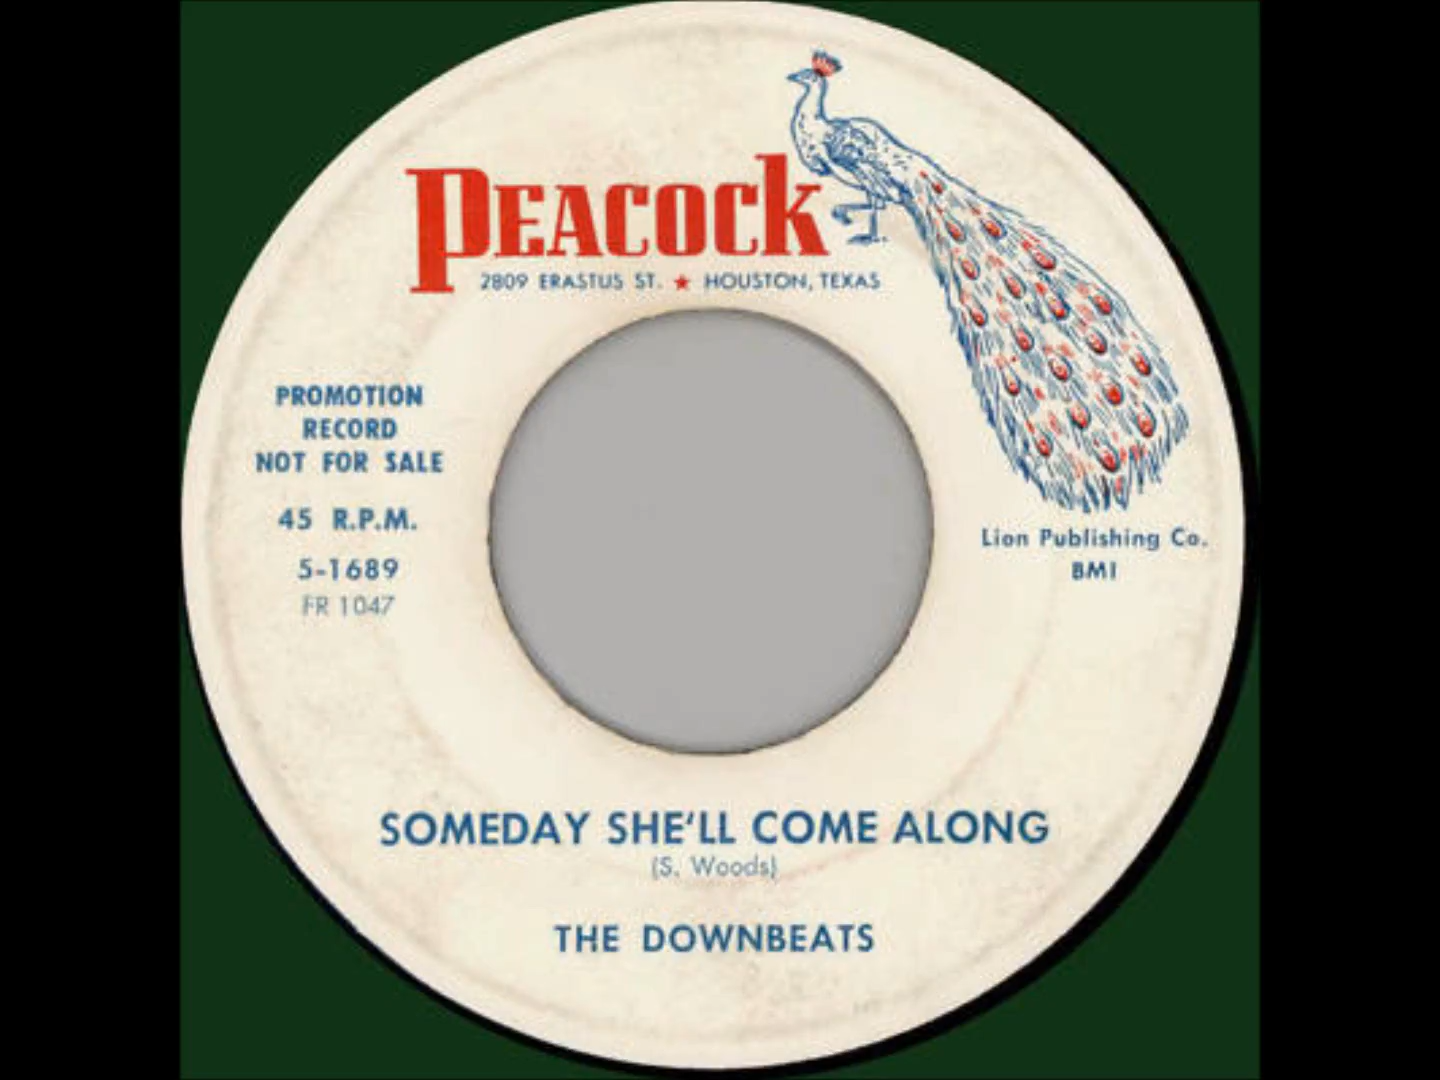 PEACOCK
2809 ERASTUS ST. ★ HOUSTON, TEXAS
PROMOTION
RECORD
NOT FOR SALE
45 R.P.M.
5-1689
FR 1047
Lion Publishing Co.
BMI
SOMEDAY SHE'LL COME ALONG
(S. Woods)
THE DOWNBEATS